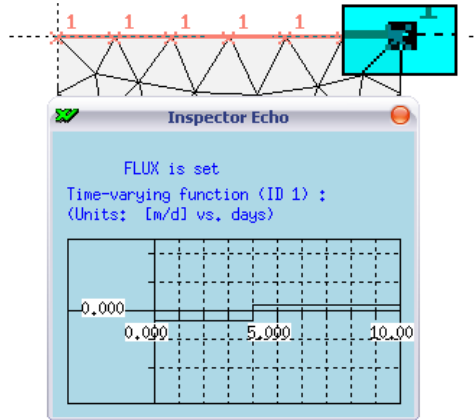 1 1 1 1 1 1
Inspector Echo
FLUX is set
Time-varying function (ID 1) :
(Units: [m/d] vs. days)
0.000
0.000 5.000 10.00